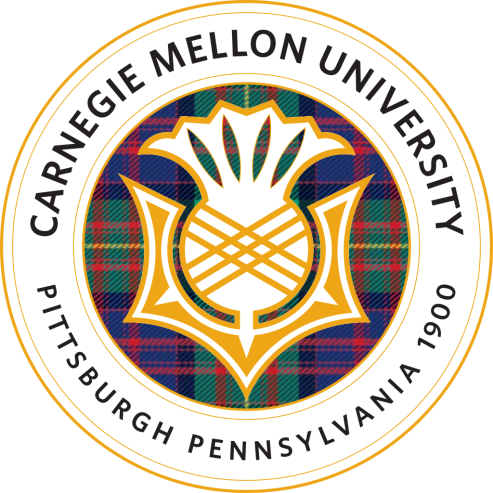 CARNEGIE MELLON UNIVERSITY
PITTSBURGH PENNSYLVANIA 1900